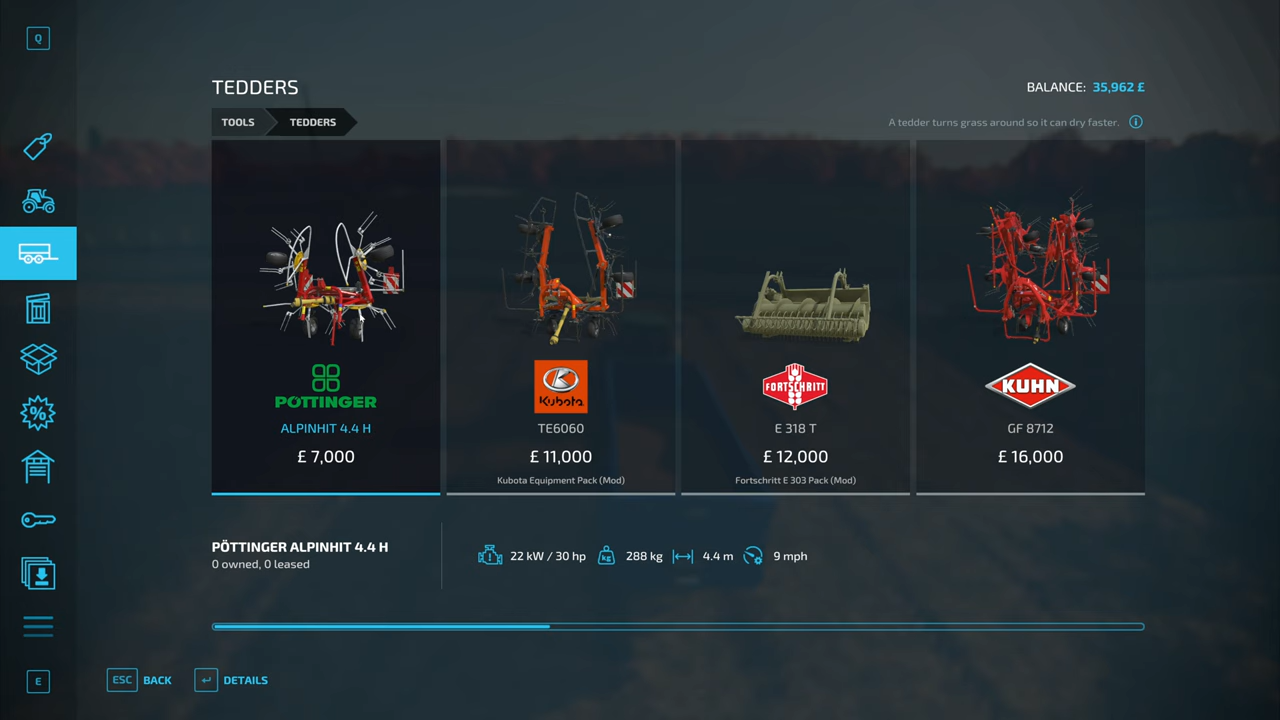 Q
TEDDERS
BALANCE: 35,962 £
TOOLS TEDDERS
A tedder turns grass around so it can dry faster.
PÖTTINGER
Kubota
FORTSCHRITT
KUHN
ALPINHIT 4.4 H
TE6060
E 318 T
GF 8712
£ 7,000
£ 11,000
£ 12,000
£ 16,000
Kubota Equipment Pack (Mod)
Fortschritt E 303 Pack (Mod)
PÖTTINGER ALPINHIT 4.4 H
0 owned, 0 leased
kg
22 kW / 30 hp 288 kg 4.4 m 9 mph
E
ESC BACK DETAILS